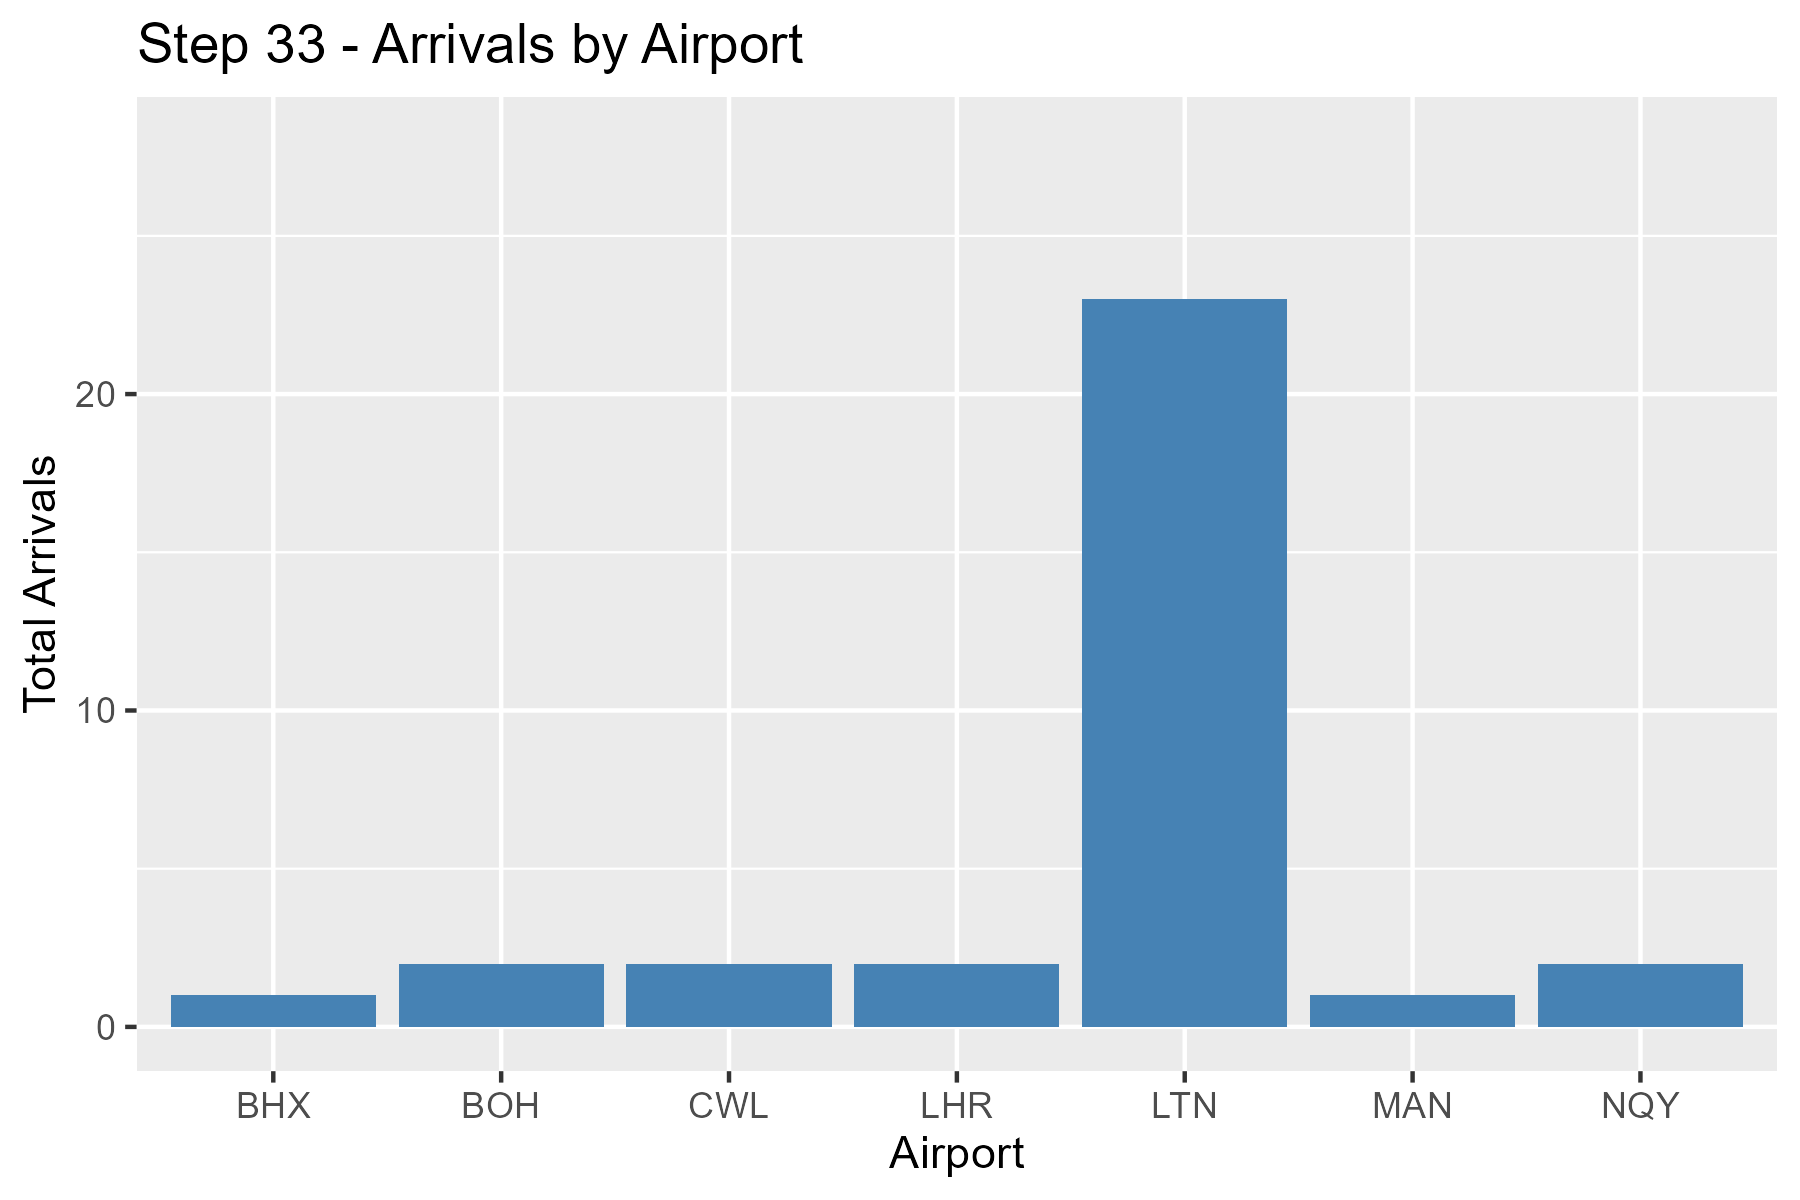 Step 33 - Arrivals by Airport
Total Arrivals
20
10
0
BHX BOH CWL LHR LTN MAN NQY
Airport